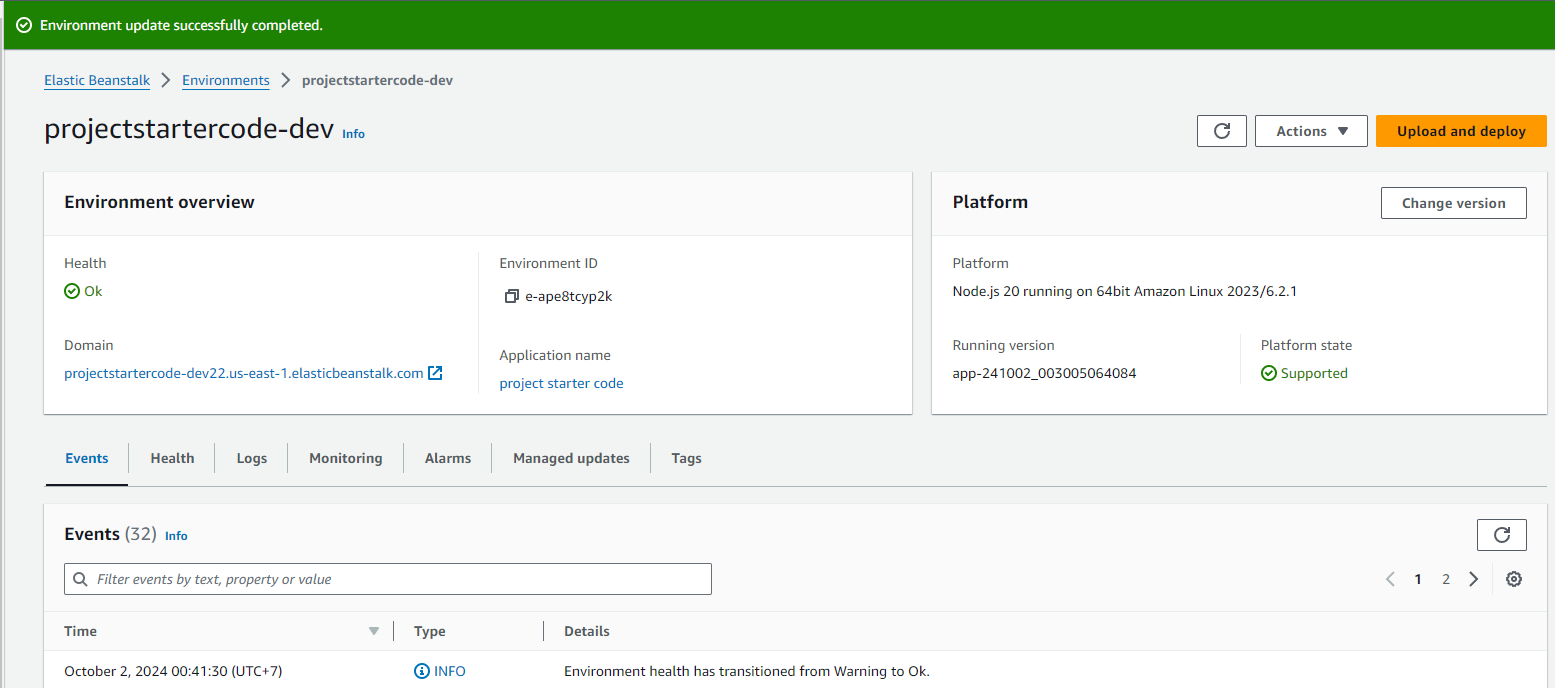 Environment update successfully completed.
Elastic Beanstalk > Environments > projectstartercode-dev
projectstartercode-dev Info
Actions
Upload and deploy
Environment overview
Health
Ok
Domain
projectstartercode-dev22.us-east-1.elasticbeanstalk.com
Environment ID
e-ape8tcyp2k
Application name
project starter code
Platform
Change version
Platform
Node.js 20 running on 64bit Amazon Linux 2023/6.2.1
Running version
app-241002_003005064084
Platform state
Supported
Events Health Logs Monitoring Alarms Managed updates Tags
Events (32) Info
Filter events by text, property or value
1 2
Time Type Details
October 2, 2024 00:41:30 (UTC+7) INFO Environment health has transitioned from Warning to Ok.